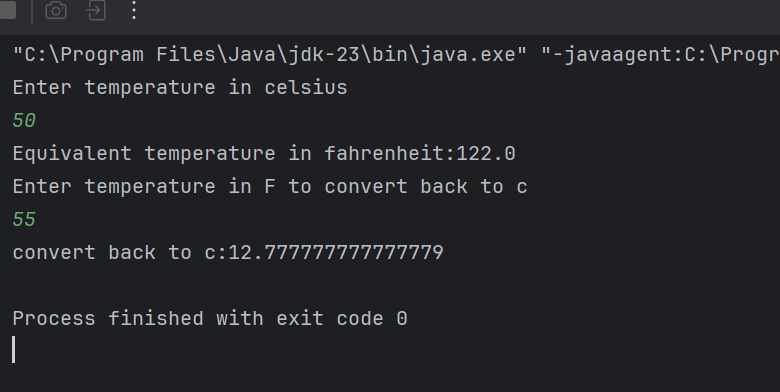 "C:\Program Files\Java\jdk-23\bin\java.exe" "-javaagent:C:\Progr
Enter temperature in celsius
50
Equivalent temperature in fahrenheit:122.0
Enter temperature in F to convert back to c
55
convert back to c:12.777777777777779
Process finished with exit code 0